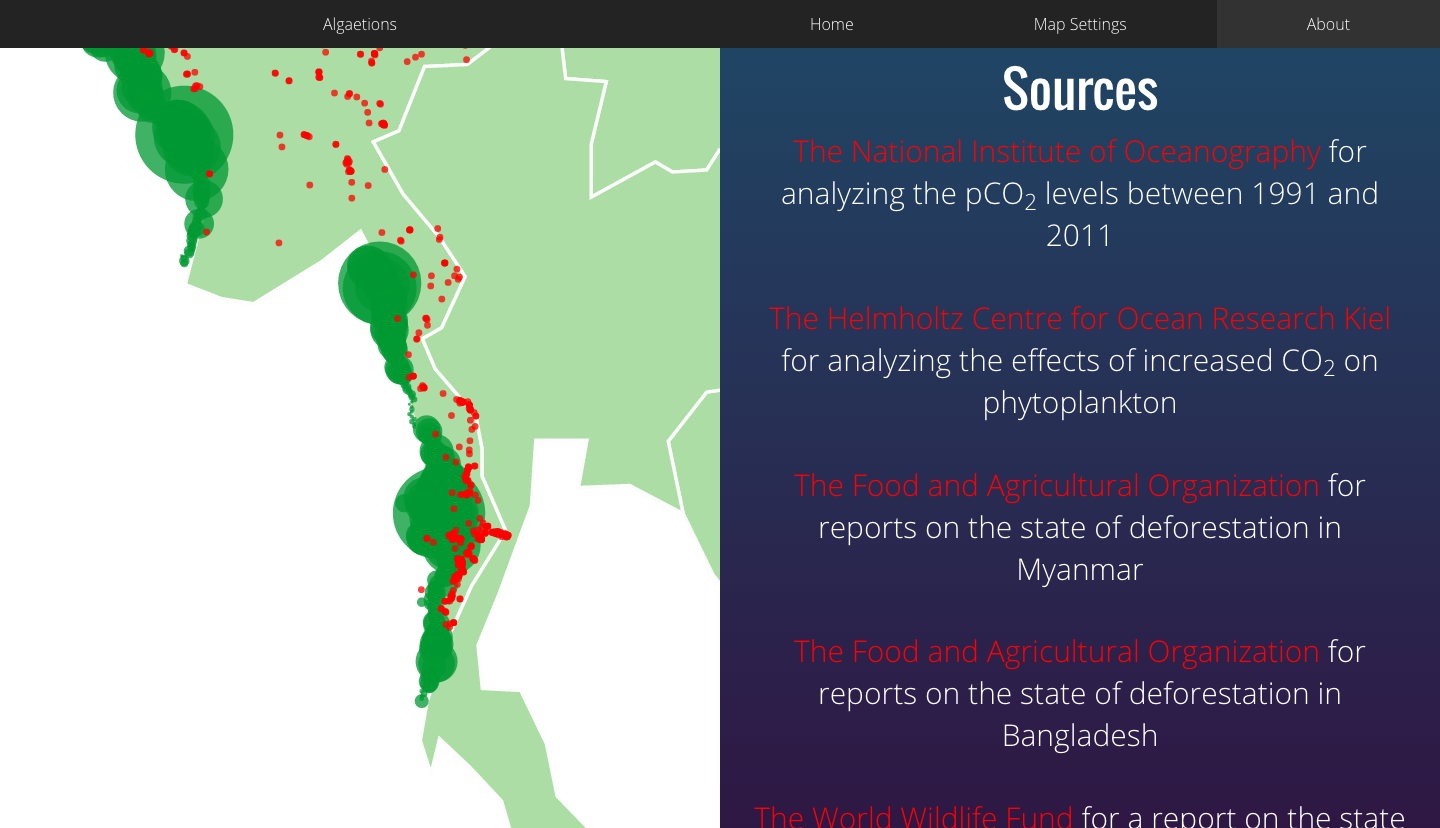 Algaetions
Home
Map Settings
About
Sources
The National Institute of Oceanography for
analyzing the pCO₂ levels between 1991 and
2011
The Helmholtz Centre for Ocean Research Kiel
for analyzing the effects of increased CO₂ on
phytoplankton
The Food and Agricultural Organization for
reports on the state of deforestation in
Myanmar
The Food and Agricultural Organization for
reports on the state of deforestation in
Bangladesh
The World Wildlife Fund for a report on the state